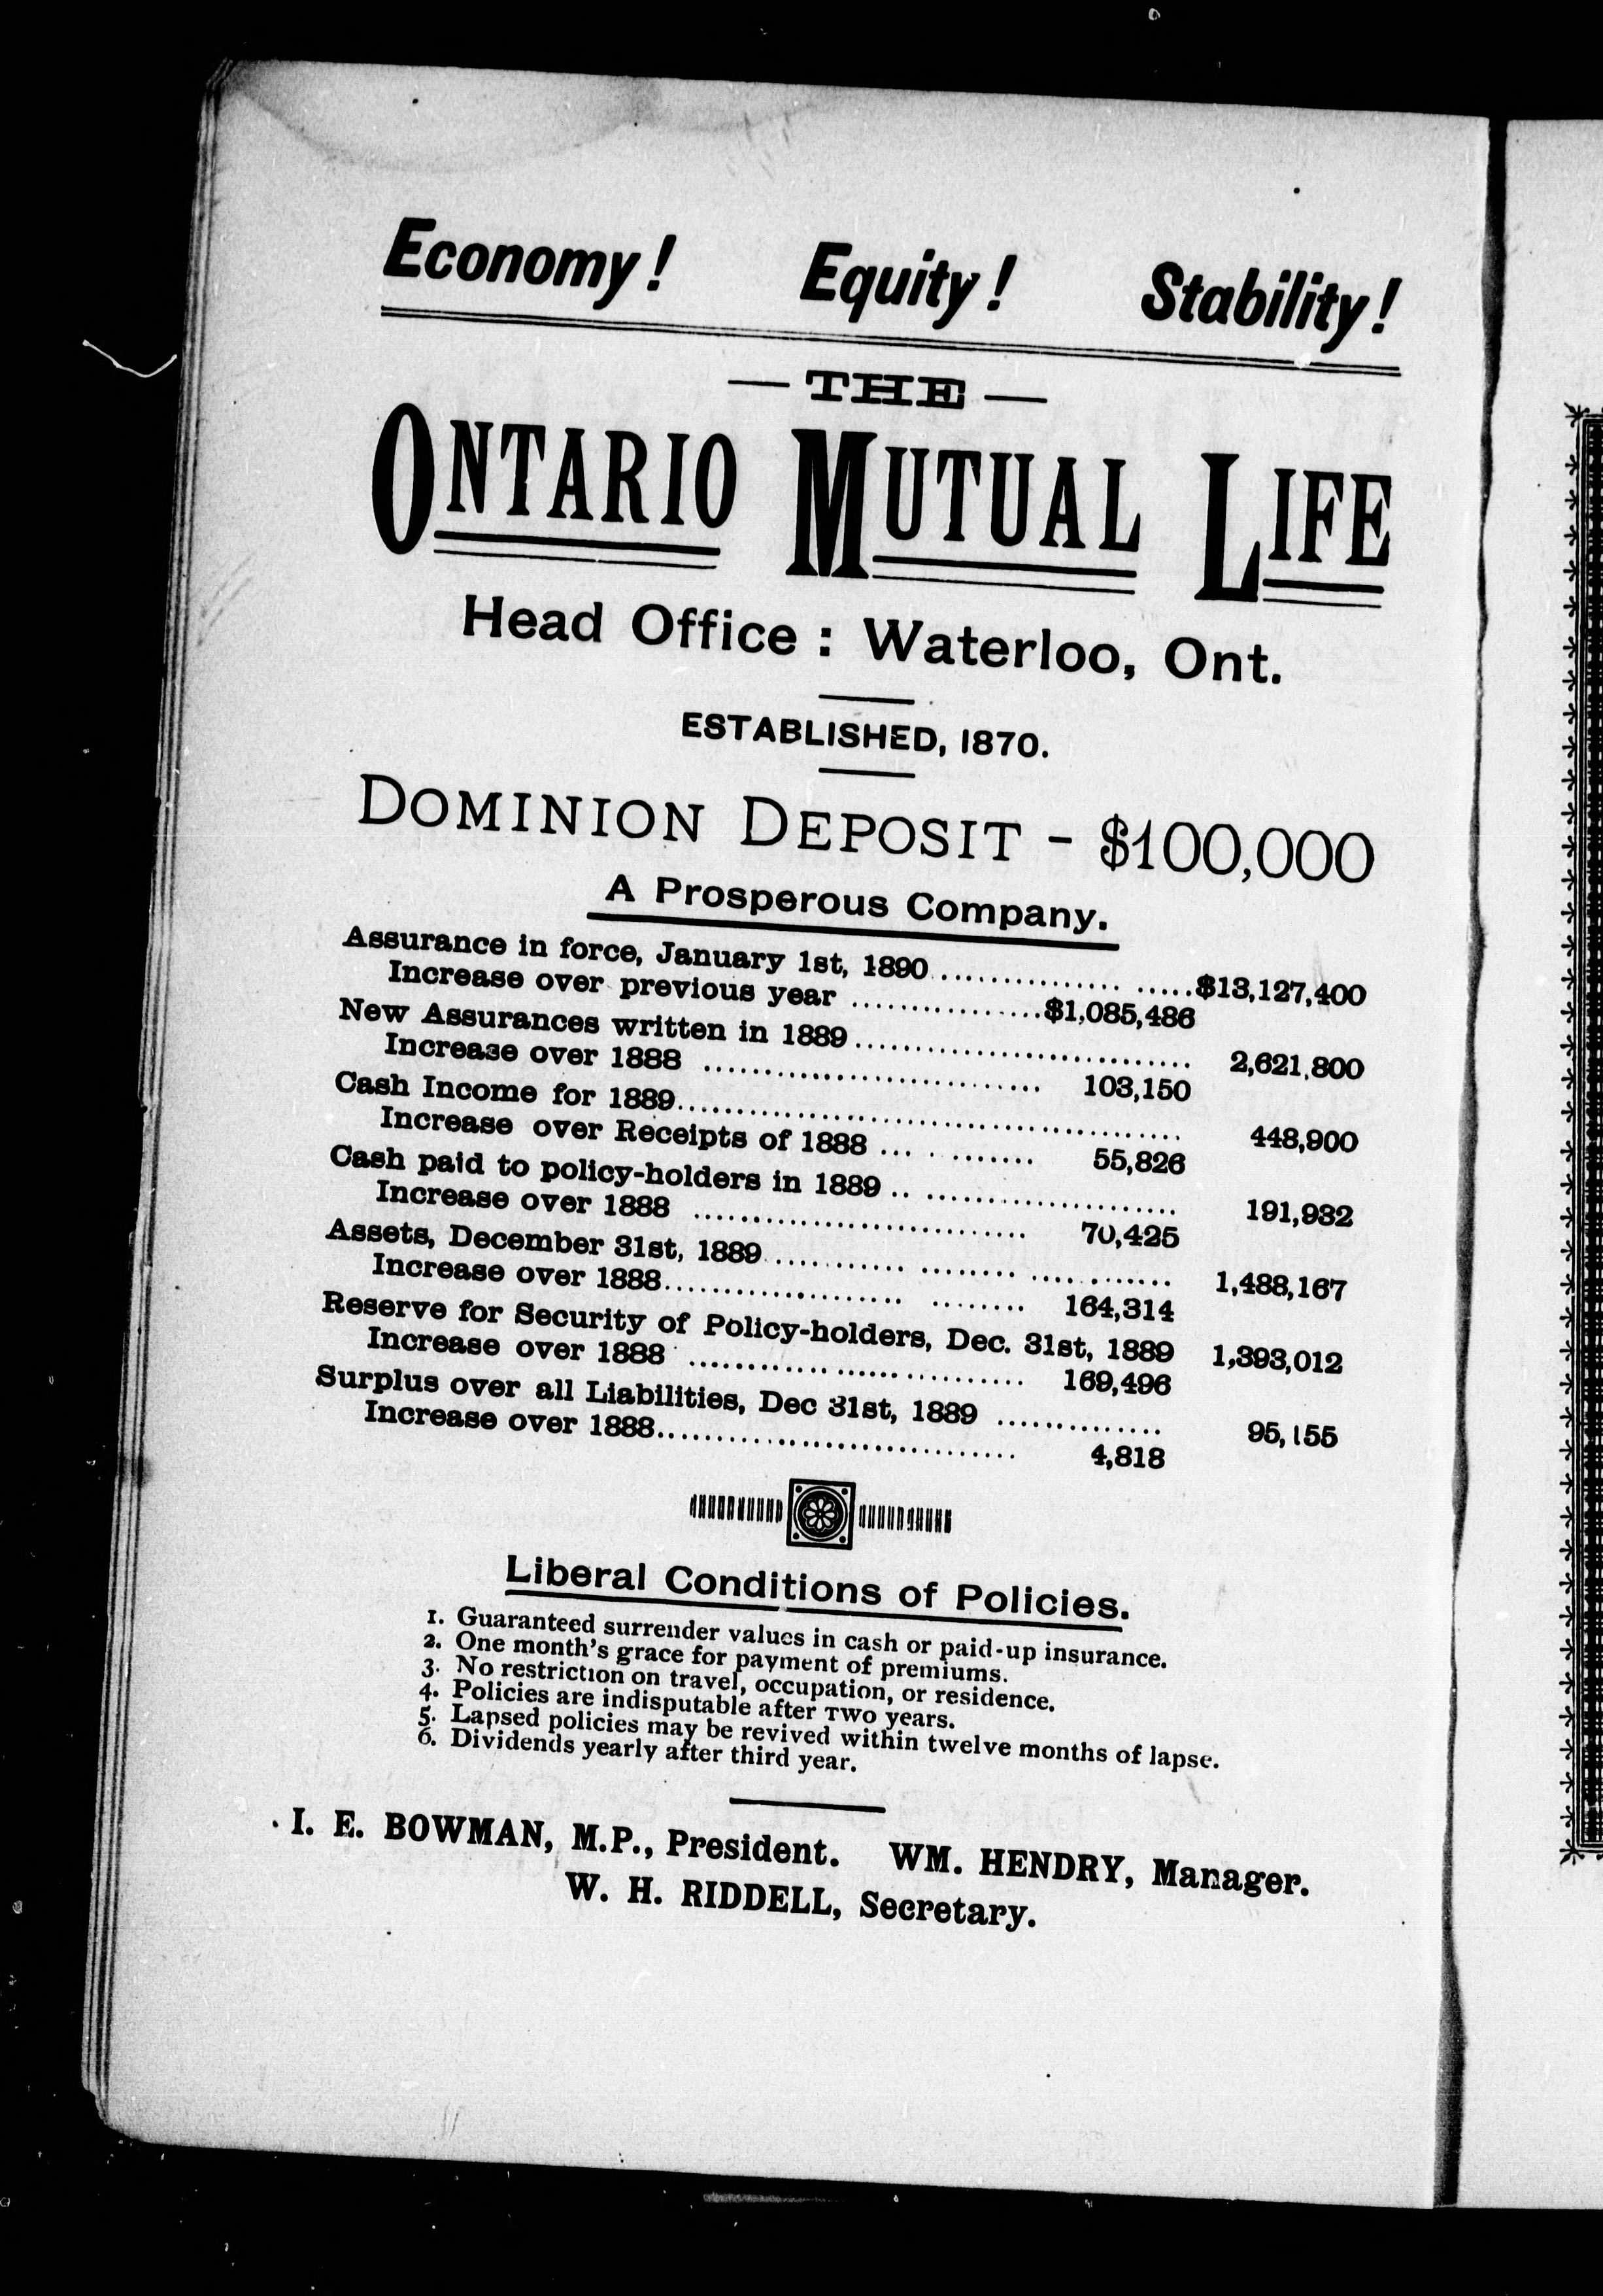 Economy! Equity! Stability!
— THE —
ONTARIO MUTUAL LIFE
Head Office : Waterloo, Ont.
ESTABLISHED, 1870.
DOMINION DEPOSIT - $100,000
A Prosperous Company.
Assurance in force, January 1st, 1890..................... $13,127,400
Increase over previous year ................$1,085,486
New Assurances written in 1889.............................. 2,621,800
Increase over 1888 .............................. 103,150
Cash Income for 1889........................................ 448,900
Increase over Receipts of 1888 ............ 55,826
Cash paid to policy-holders in 1889......................... 191,932
Increase over 1888 .............................. 70,425
Assets, December 31st, 1889................................. 1,488,167
Increase over 1888.............................. 164,314
Reserve for Security of Policy-holders, Dec. 31st, 1889 1,393,012
Increase over 1888 .............................. 169,496
Surplus over all Liabilities, Dec 31st, 1889 .............. 95,155
Increase over 1888.............................. 4,818
Liberal Conditions of Policies.
1. Guaranteed surrender values in cash or paid-up insurance.
2. One month's grace for payment of premiums.
3. No restriction on travel, occupation, or residence.
4. Policies are indisputable after TWO years.
5. Lapsed policies may be revived within twelve months of lapse.
6. Dividends yearly after third year.
I. E. BOWMAN, M.P., President. WM. HENDRY, Manager.
W. H. RIDDELL, Secretary.